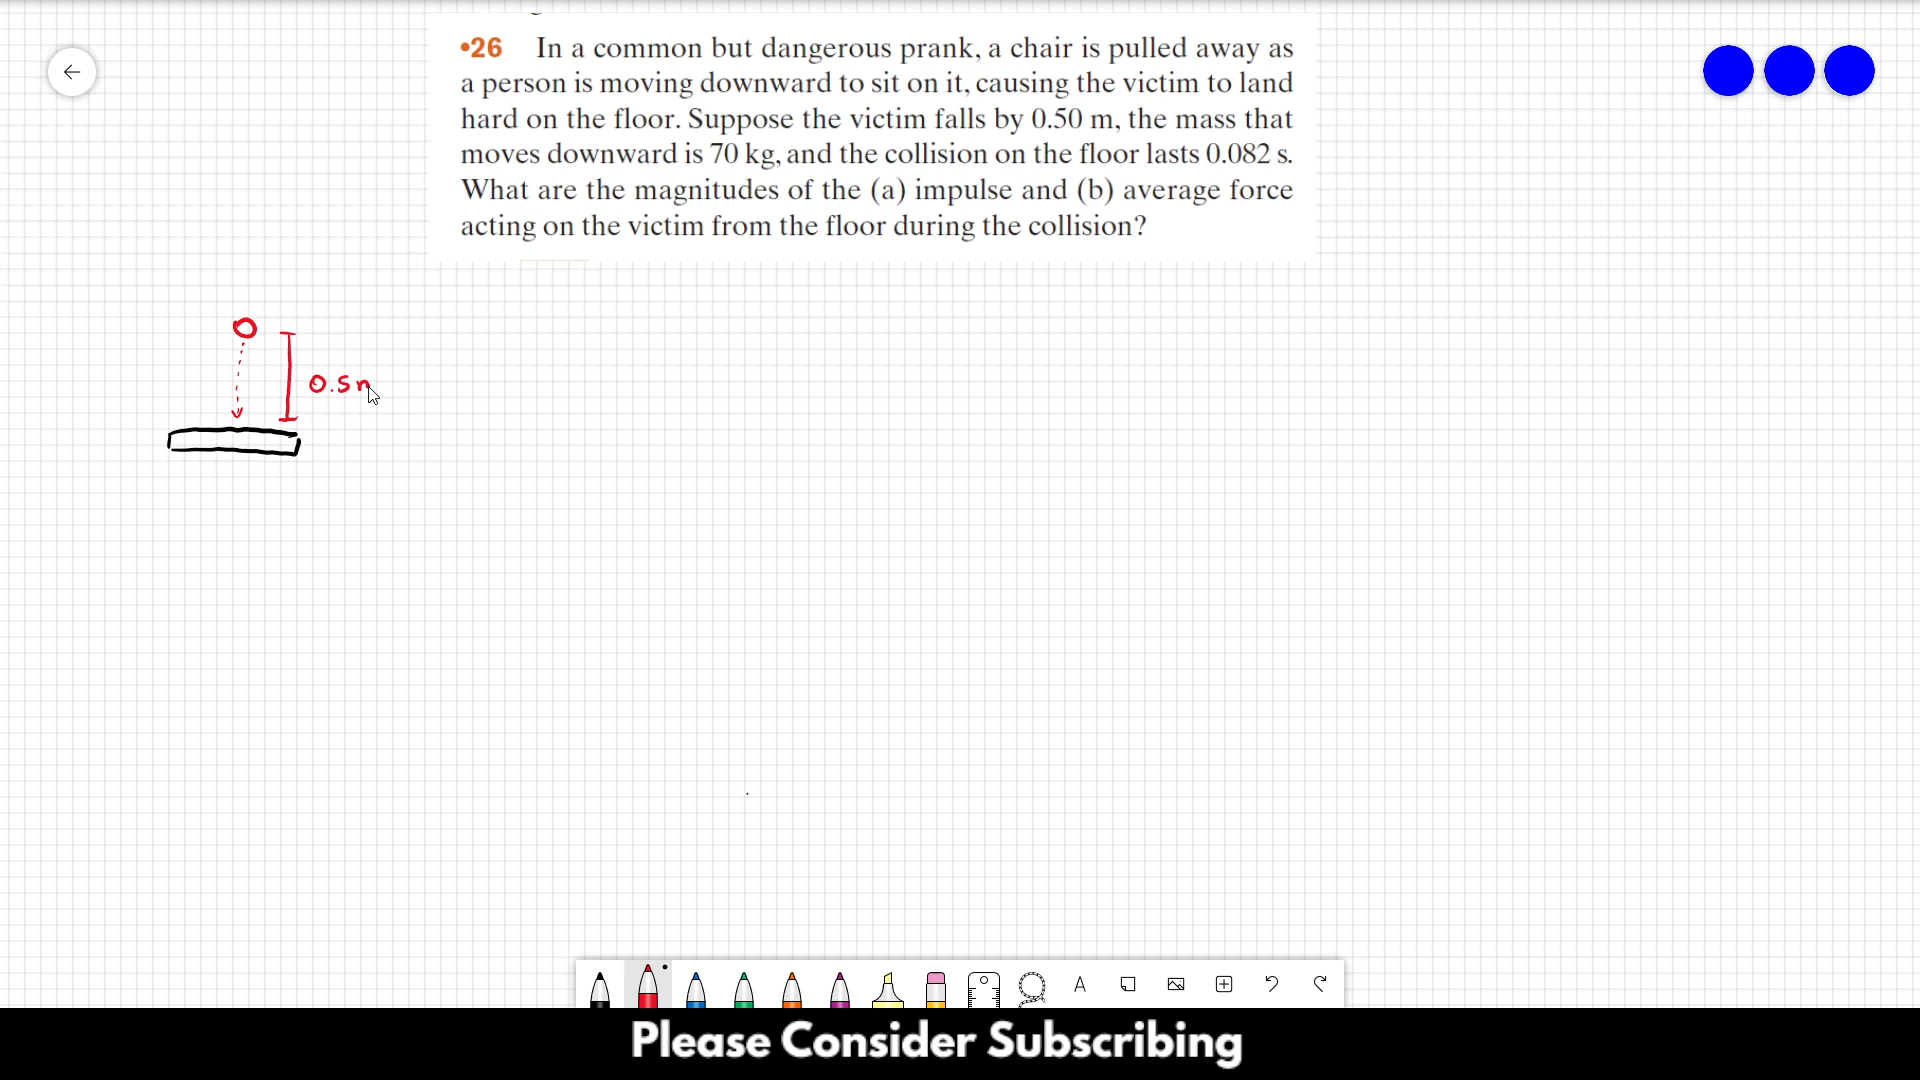 •26 In a common but dangerous prank, a chair is pulled away as
a person is moving downward to sit on it, causing the victim to land
hard on the floor. Suppose the victim falls by 0.50 m, the mass that
moves downward is 70 kg, and the collision on the floor lasts 0.082 s.
What are the magnitudes of the (a) impulse and (b) average force
acting on the victim from the floor during the collision?
0.5n
A
Please Consider Subscribing